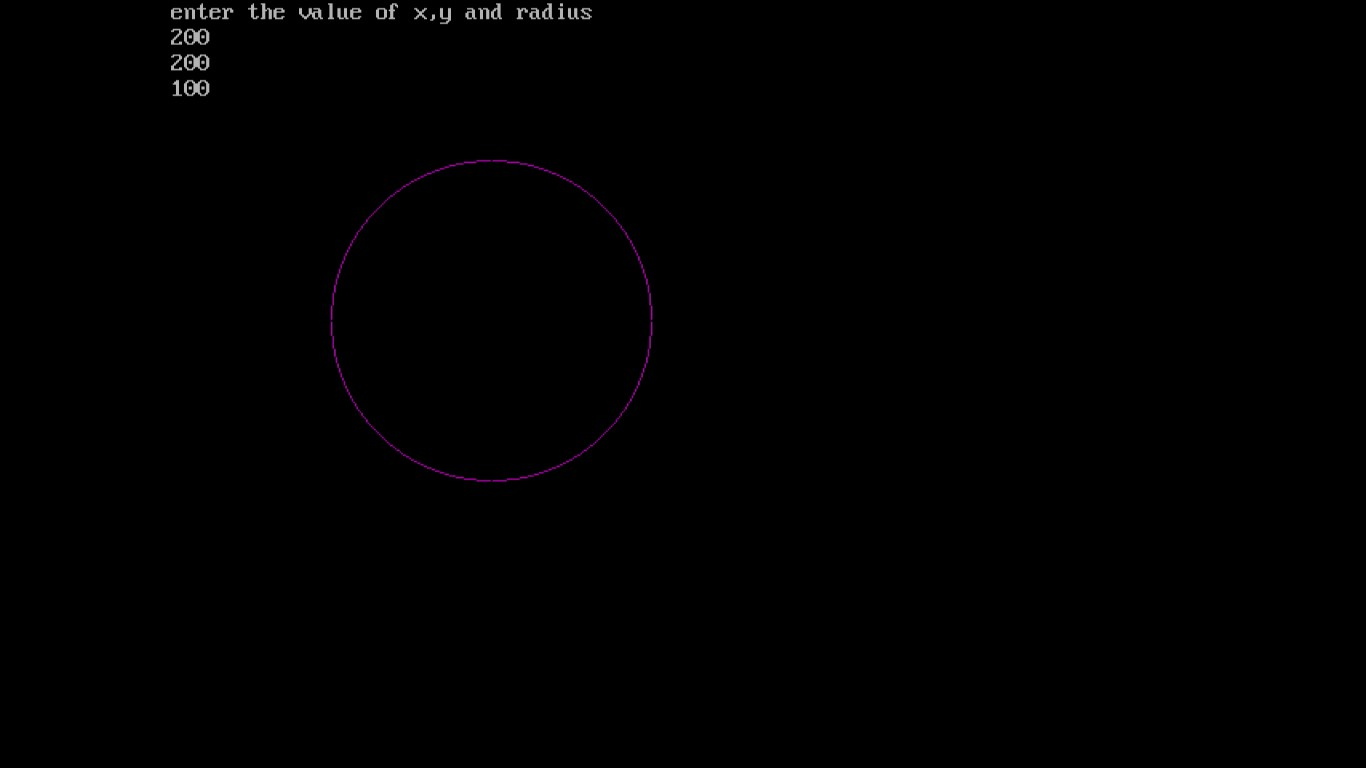 enter the value of x,y and radius
200
200
100